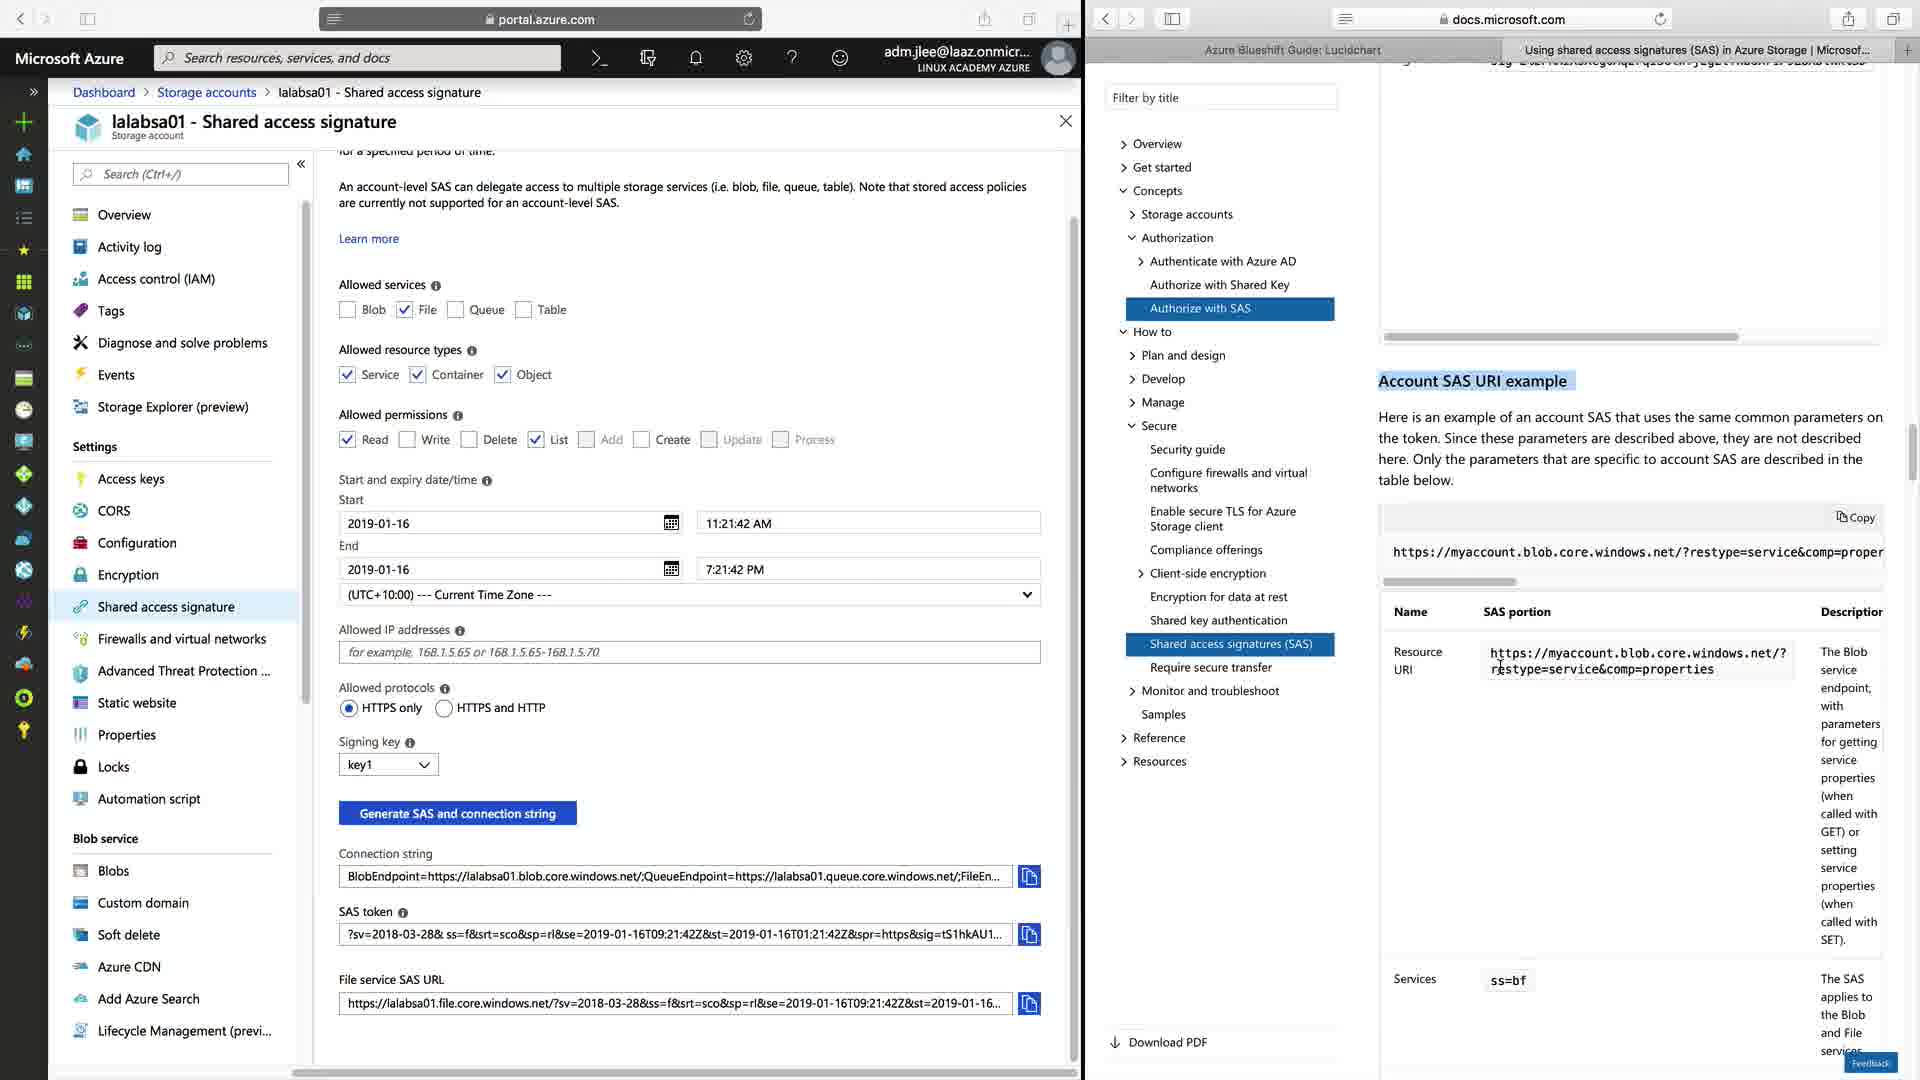 portal.azure.com
Microsoft Azure
Search resources, services, and docs
adm.jlee@laaz.onmicr...
LINUX ACADEMY AZURE
Dashboard > Storage accounts > lalabsa01 - Shared access signature
lalabsa01 - Shared access signature
Storage account
Search (Ctrl+/)
Overview
Activity log
Access control (IAM)
Tags
Diagnose and solve problems
Events
Storage Explorer (preview)
Settings
Access keys
CORS
Configuration
Encryption
Shared access signature
Firewalls and virtual networks
Advanced Threat Protection ...
Static website
Properties
Locks
Automation script
Blob service
Blobs
Custom domain
Soft delete
Azure CDN
Add Azure Search
Lifecycle Management (previ...
for a specified period of time.
An account-level SAS can delegate access to multiple storage services (i.e. blob, file, queue, table). Note that stored access policies
are currently not supported for an account-level SAS.
Learn more
Allowed services
Blob File Queue Table
Allowed resource types
Service Container Object
Allowed permissions
Read Write Delete List Add Create Update Process
Start and expiry date/time
Start
2019-01-16 11:21:42 AM
End
2019-01-16 7:21:42 PM
(UTC+10:00) --- Current Time Zone ---
Allowed IP addresses
for example, 168.1.5.65 or 168.1.5.65-168.1.5.70
Allowed protocols
HTTPS only HTTPS and HTTP
Signing key
key1
Generate SAS and connection string
Connection string
BlobEndpoint=https://lalabsa01.blob.core.windows.net/;QueueEndpoint=https://lalabsa01.queue.core.windows.net/;FileEn...
SAS token
?sv=2018-03-28&ss=f&srt=sco&sp=rl&se=2019-01-16T09:21:42Z&st=2019-01-16T01:21:42Z&spr=https&sig=tS1hkAU1...
File service SAS URL
https://lalabsa01.file.core.windows.net/?sv=2018-03-28&ss=f&srt=sco&sp=rl&se=2019-01-16T09:21:42Z&st=2019-01-16...
docs.microsoft.com
Azure Blueshift Guide: Lucidchart
Using shared access signatures (SAS) in Azure Storage | Microsof...
Filter by title
Overview
Get started
Concepts
Storage accounts
Authorization
Authenticate with Azure AD
Authorize with Shared Key
Authorize with SAS
How to
Plan and design
Develop
Manage
Secure
Security guide
Configure firewalls and virtual
networks
Enable secure TLS for Azure
Storage client
Compliance offerings
Client-side encryption
Encryption for data at rest
Shared key authentication
Shared access signatures (SAS)
Require secure transfer
Monitor and troubleshoot
Samples
Reference
Resources
Download PDF
Account SAS URI example
Here is an example of an account SAS that uses the same common parameters on
the token. Since these parameters are described above, they are not described
here. Only the parameters that are specific to account SAS are described in the
table below.
Copy
https://myaccount.blob.core.windows.net/?restype=service&comp=proper
Name SAS portion Description
Resource
URI
https://myaccount.blob.core.windows.net/?
restype=service&comp=properties
The Blob
service
endpoint,
with
parameters
for getting
service
properties
(when
called with
GET) or
setting
service
properties
(when
called with
SET).
Services ss=bf
The SAS
applies to
the Blob
and File
services.
Feedback